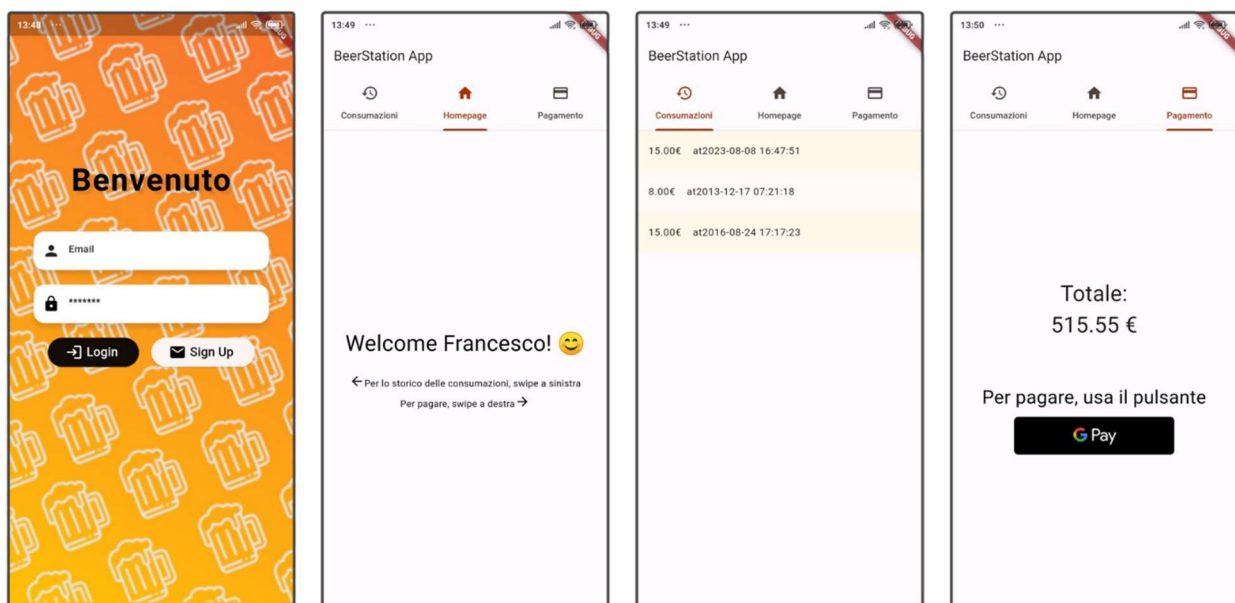 13:48 ...
Benvenuto
Email
*******
Login
Sign Up
13:49 ...
BeerStation App
Consumazioni
Homepage
Pagamento
Welcome Francesco! 😊
← Per lo storico delle consumazioni, swipe a sinistra
Per pagare, swipe a destra →
13:49 ...
BeerStation App
Consumazioni
Homepage
Pagamento
15.00€ at2023-08-08 16:47:51
8.00€ at2013-12-17 07:21:18
15.00€ at2016-08-24 17:17:23
13:50 ...
BeerStation App
Consumazioni
Homepage
Pagamento
Totale:
515.55 €
Per pagare, usa il pulsante
G Pay